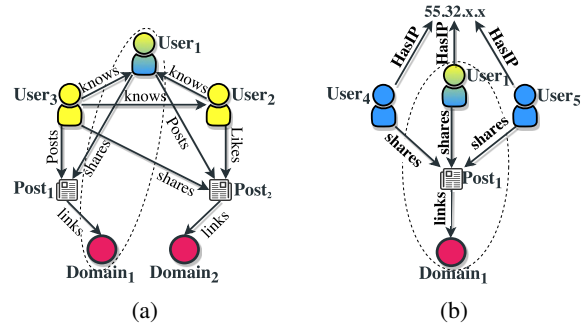 User1
knows
knows
User3
knows
User2
Posts
shares
Posts
Likes
shares
Post1
Post2
links
links
Domain1
Domain2
(a)
55.32.x.x
HasIP
HasIP
HasIP
User1
User4
User5
shares
shares
shares
Post1
links
Domain1
(b)